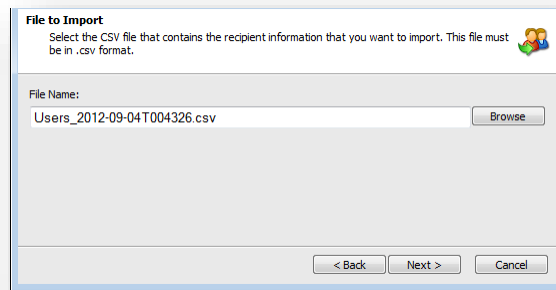 File to Import
Select the CSV file that contains the recipient information that you want to import. This file must
be in .csv format.
File Name:
Users_2012-09-04T004326.csv
Browse
< Back
Next >
Cancel